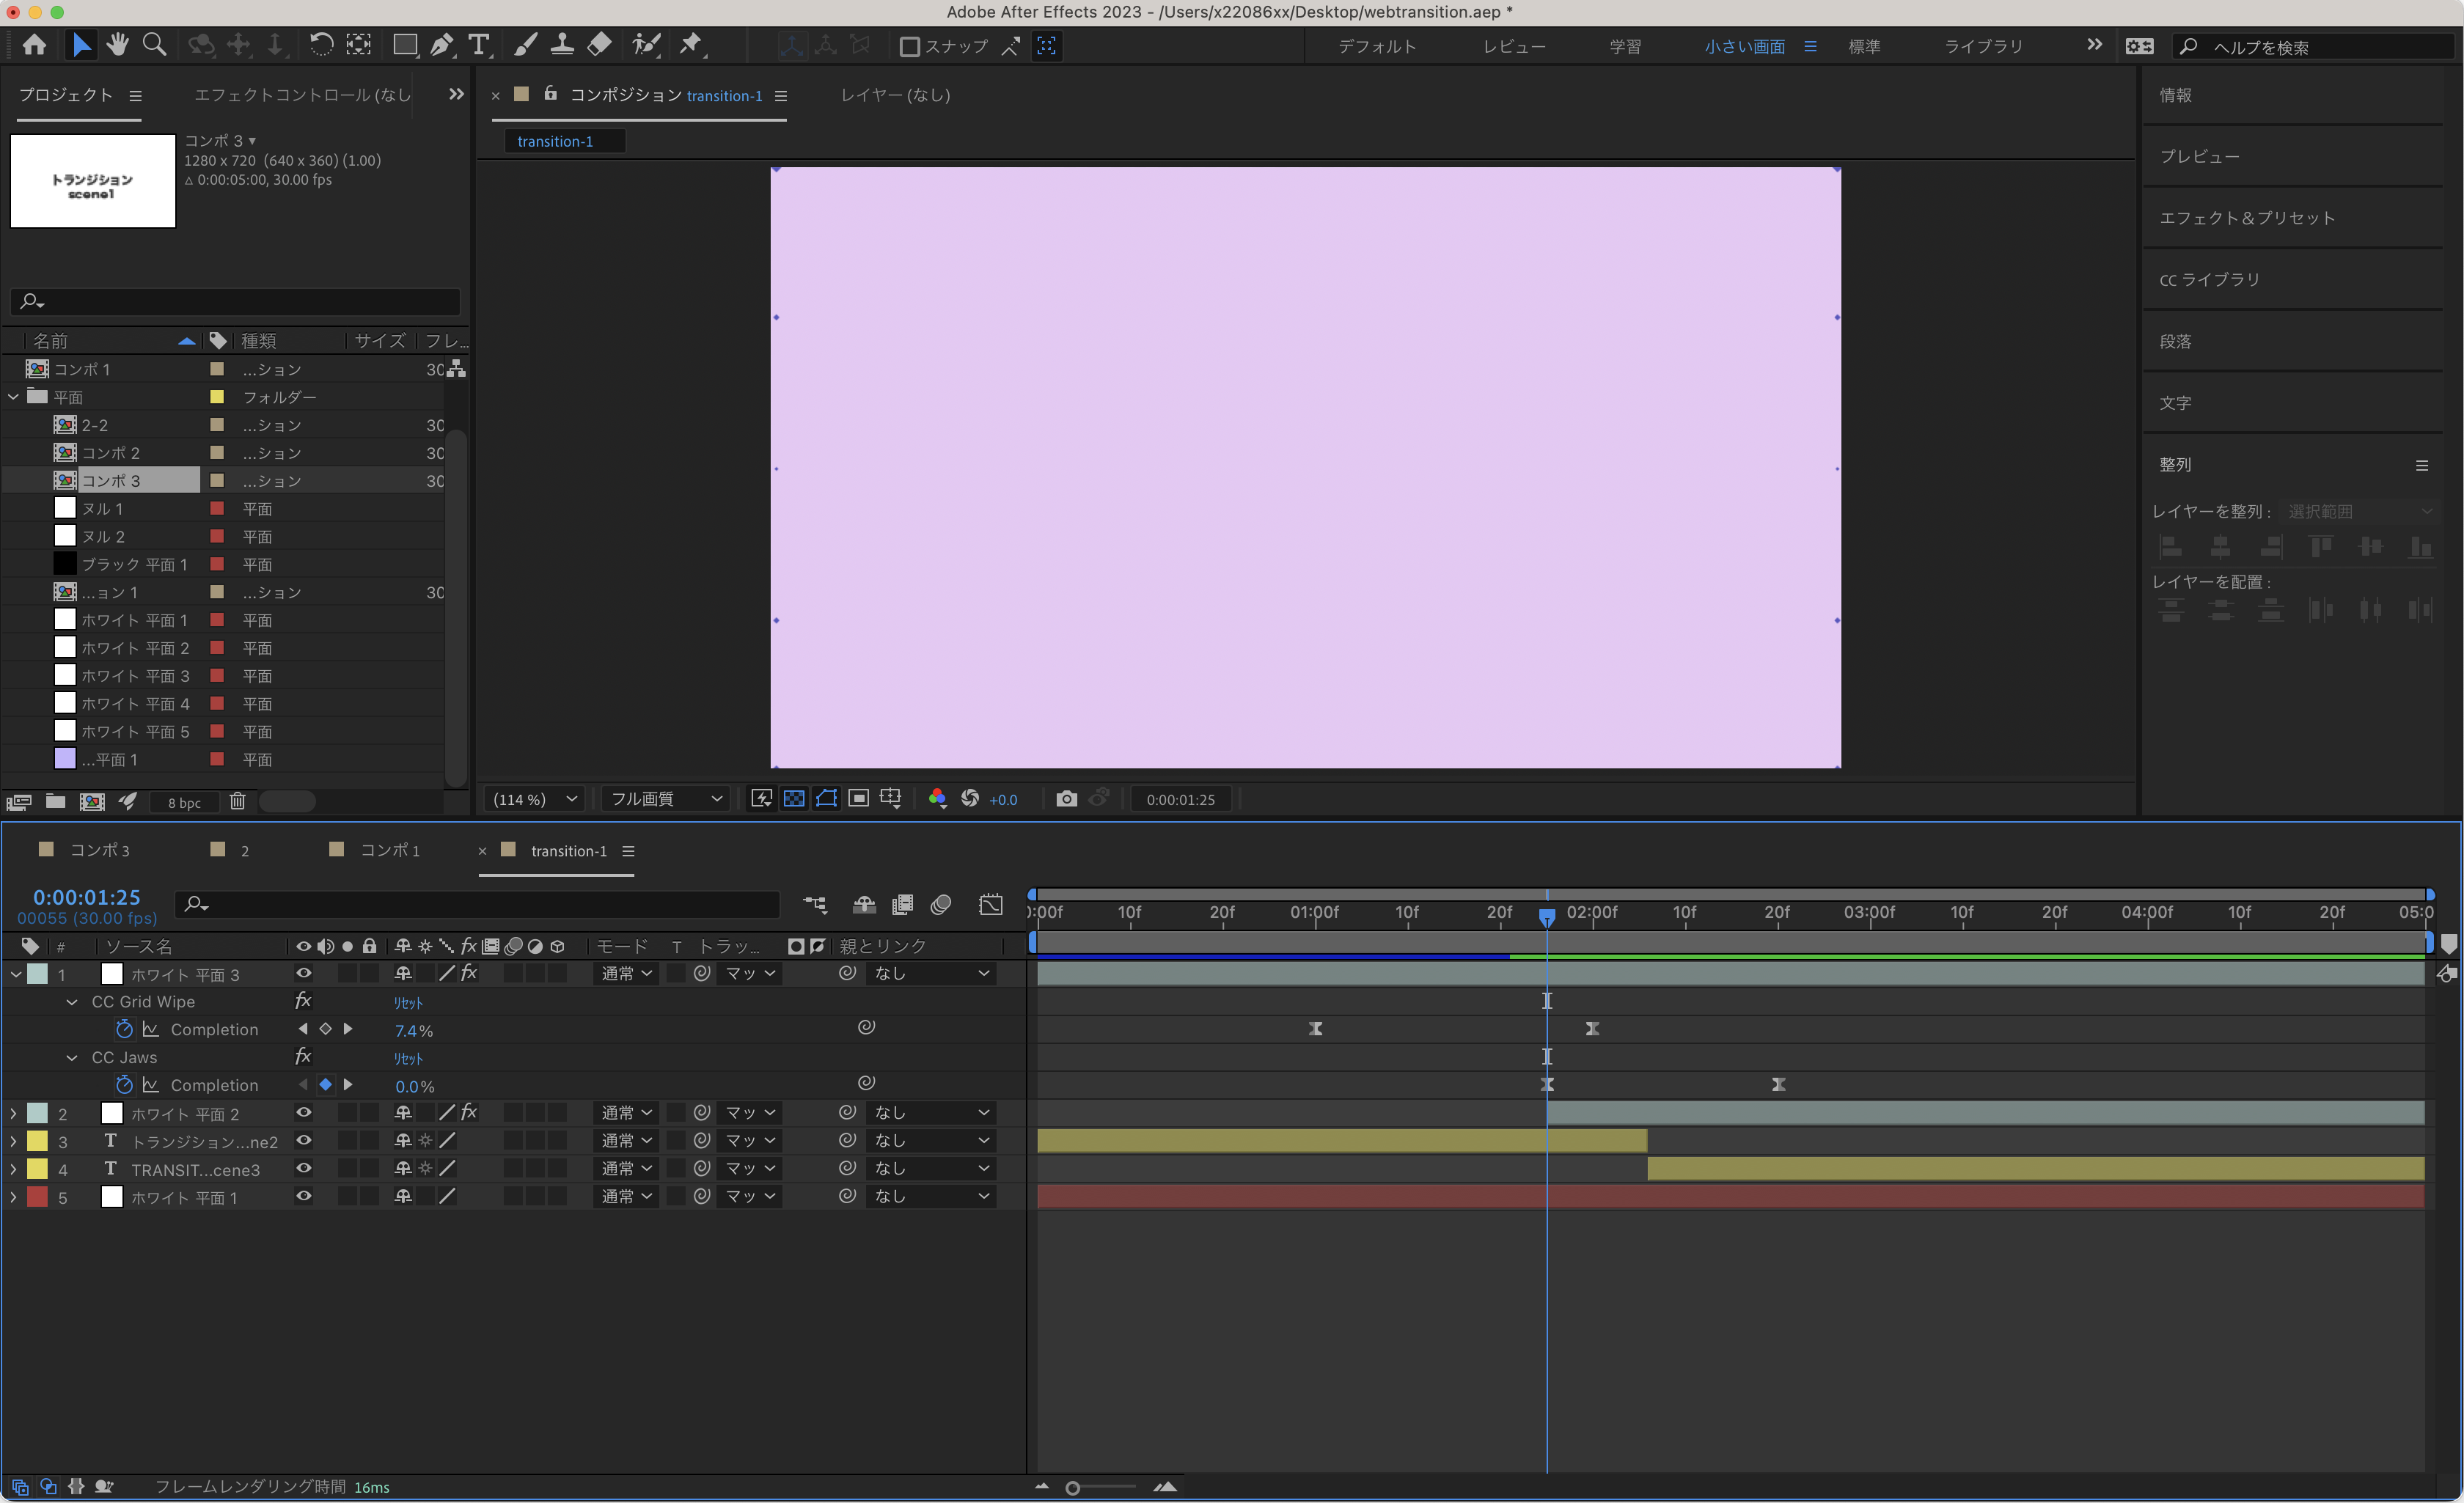 Adobe After Effects 2023 - /Users/x22086xx/Desktop/webtransition.aep *
スナップ
デフォルト レビュー 学習 小さい画面 標準 ライブラリ
ヘルプを検索
プロジェクト エフェクトコントロール (なし
コンポジション transition-1 レイヤー (なし)
transition-1
コンポ 3
1280 x 720 (640 x 360) (1.00)
Δ 0:00:05:00, 30.00 fps
トランジション
scene1
名前 種類 サイズ フレ...
コンポ 1 ...ション 30
平面 フォルダー
2-2 ...ション 30
コンポ 2 ...ション 30
コンポ 3 ...ション 30
ヌル 1 平面
ヌル 2 平面
ブラック 平面 1 平面
...ョン 1 ...ション 30
ホワイト 平面 1 平面
ホワイト 平面 2 平面
ホワイト 平面 3 平面
ホワイト 平面 4 平面
ホワイト 平面 5 平面
...平面 1 平面
8 bpc
(114 %) フル画質 +0.0 0:00:01:25
情報
プレビュー
エフェクト＆プリセット
CC ライブラリ
段落
文字
整列
レイヤーを整列 : 選択範囲
レイヤーを配置 :
コンポ 3 2 コンポ 1 transition-1
0:00:01:25
00055 (30.00 fps)
):00f 10f 20f 01:00f 10f 20f 02:00f 10f 20f 03:00f 10f 20f 04:00f 10f 20f 05:0
# ソース名 fx モード T トラッ... 親とリンク
1 ホワイト 平面 3 fx 通常 マッ なし
CC Grid Wipe fx リセット
Completion 7.4%
CC Jaws fx リセット
Completion 0.0%
2 ホワイト 平面 2 fx 通常 マッ なし
3 T トランジション...ne2 通常 マッ なし
4 T TRANSIT...cene3 通常 マッ なし
5 ホワイト 平面 1 通常 マッ なし
フレームレンダリング時間 16ms